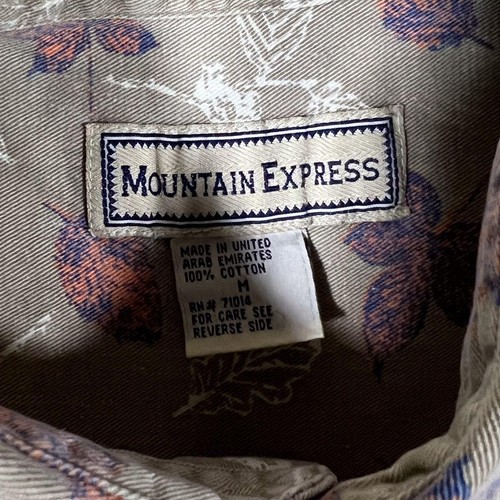 MOUNTAIN EXPRESS
MADE IN UNITED
ARAB EMIRATES
100% COTTON
M
RN# 71014
FOR CARE SEE
REVERSE SIDE